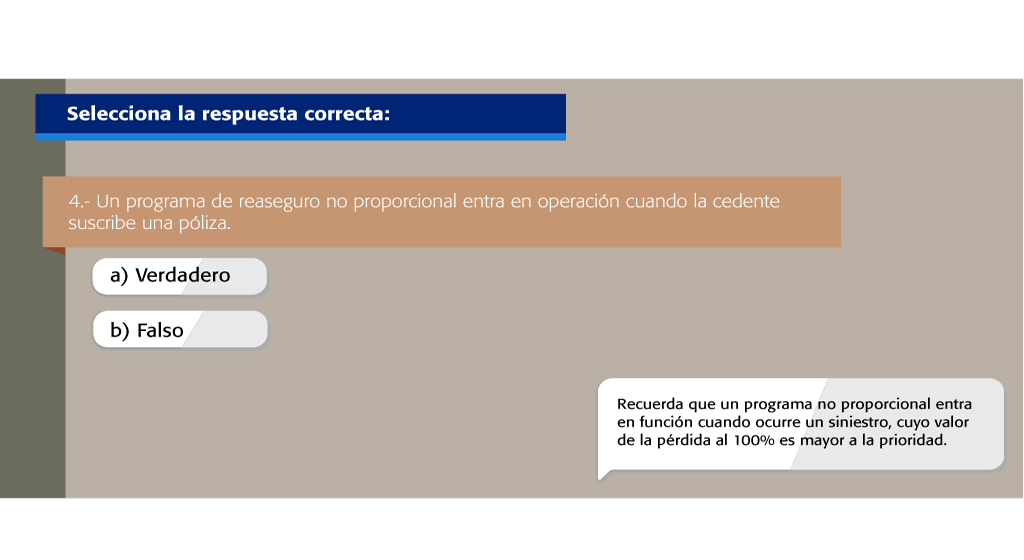 Selecciona la respuesta correcta:
4.- Un programa de reaseguro no proporcional entra en operación cuando la cedente
suscribe una póliza.
a) Verdadero
b) Falso
Recuerda que un programa no proporcional entra
en función cuando ocurre un siniestro, cuyo valor
de la pérdida al 100% es mayor a la prioridad.